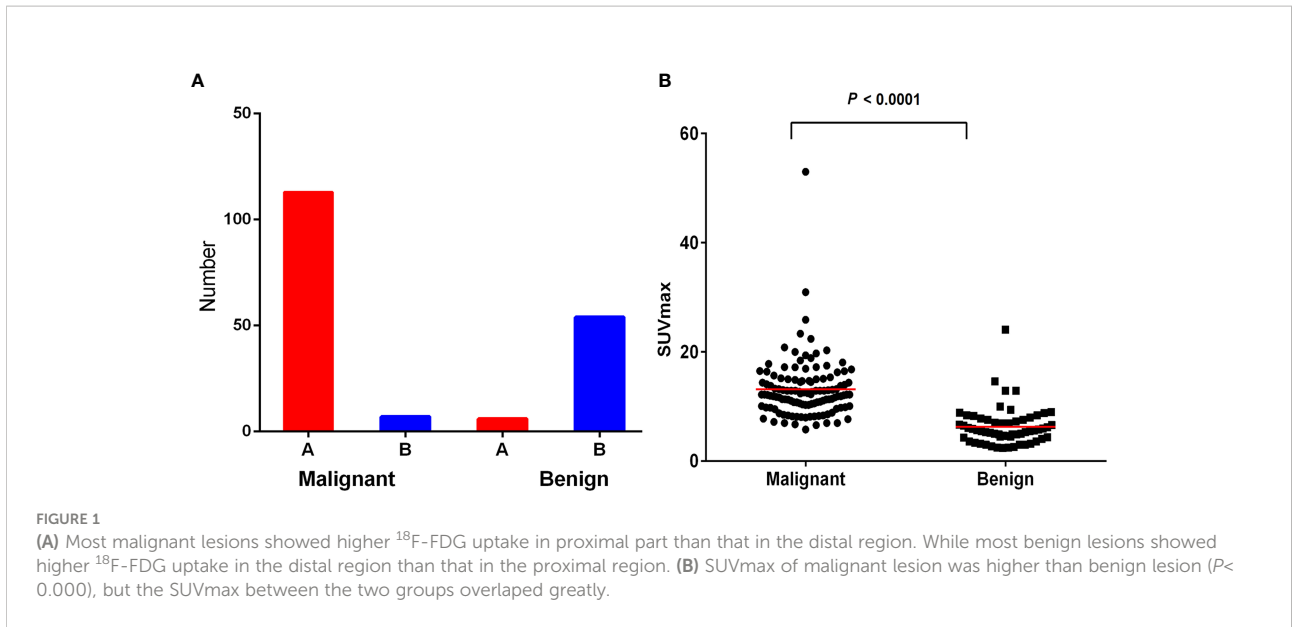 A
50
100
50
0
Number
A
B
A
B
Malignant
Benign
B
P < 0.0001
60
40
20
0
SUVmax
Malignant
Benign
FIGURE 1
(A) Most malignant lesions showed higher 18F-FDG uptake in proximal part than that in the distal region. While most benign lesions showed
higher 18F-FDG uptake in the distal region than that in the proximal region. (B) SUVmax of malignant lesion was higher than benign lesion (P<
0.000), but the SUVmax between the two groups overlaped greatly.